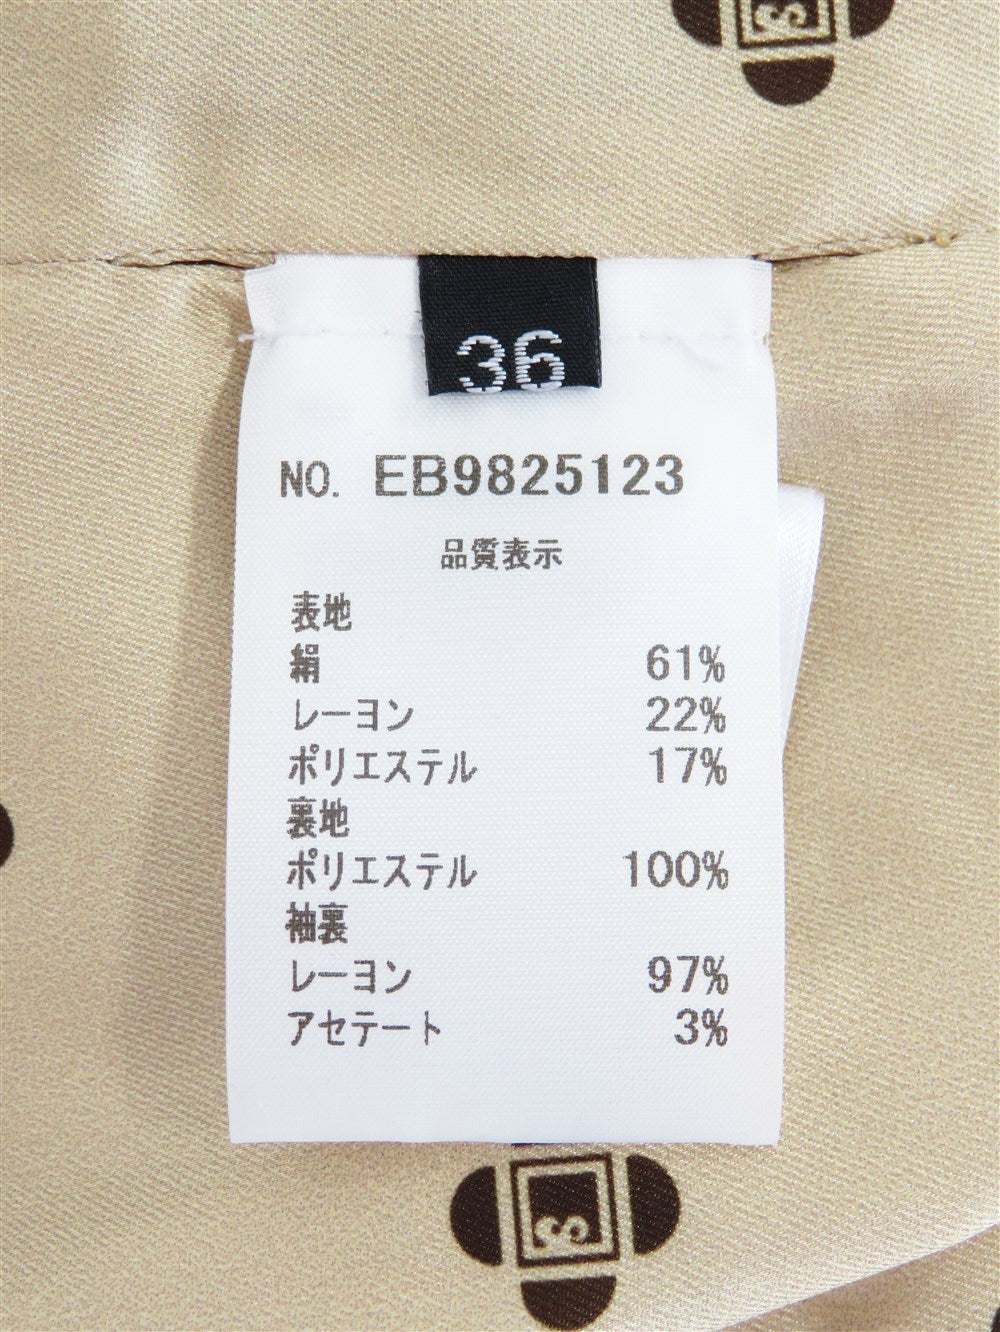 36
NO. EB9825123
品質表示
表地
絹 61%
レーヨン 22%
ポリエステル 17%
裏地
ポリエステル 100%
袖裏
レーヨン 97%
アセテート 3%